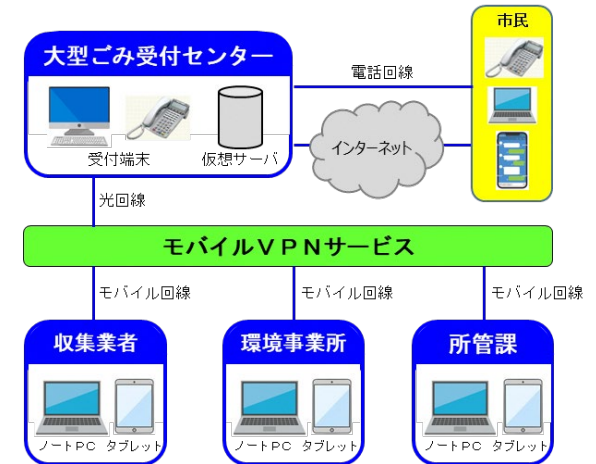 市民
大型ごみ受付センター
電話回線
インターネット
受付端末
仮想サーバ
光回線
モバイルＶＰＮサービス
モバイル回線
モバイル回線
モバイル回線
収集業者
環境事業所
所管課
ノートPC タブレット
ノートPC タブレット
ノートPC タブレット